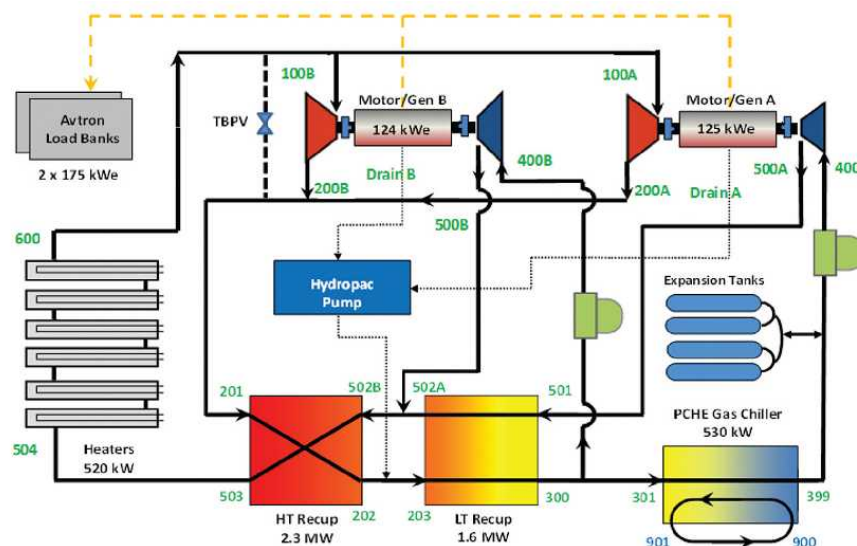 100B
Motor/Gen B
100A
Motor/Gen A
Avtron
Load Banks
2 x 175 kWe
TBPV
124 kWe
125 kWe
400B
500A
400
Drain B
200B
200A
Drain A
500B
600
Hydropac
Pump
Expansion Tanks
201
502B
502A
501
PCHE Gas Chiller
530 kW
504
Heaters
520 kW
503
202
203
300
301
399
HT Recup
2.3 MW
LT Recup
1.6 MW
901
900